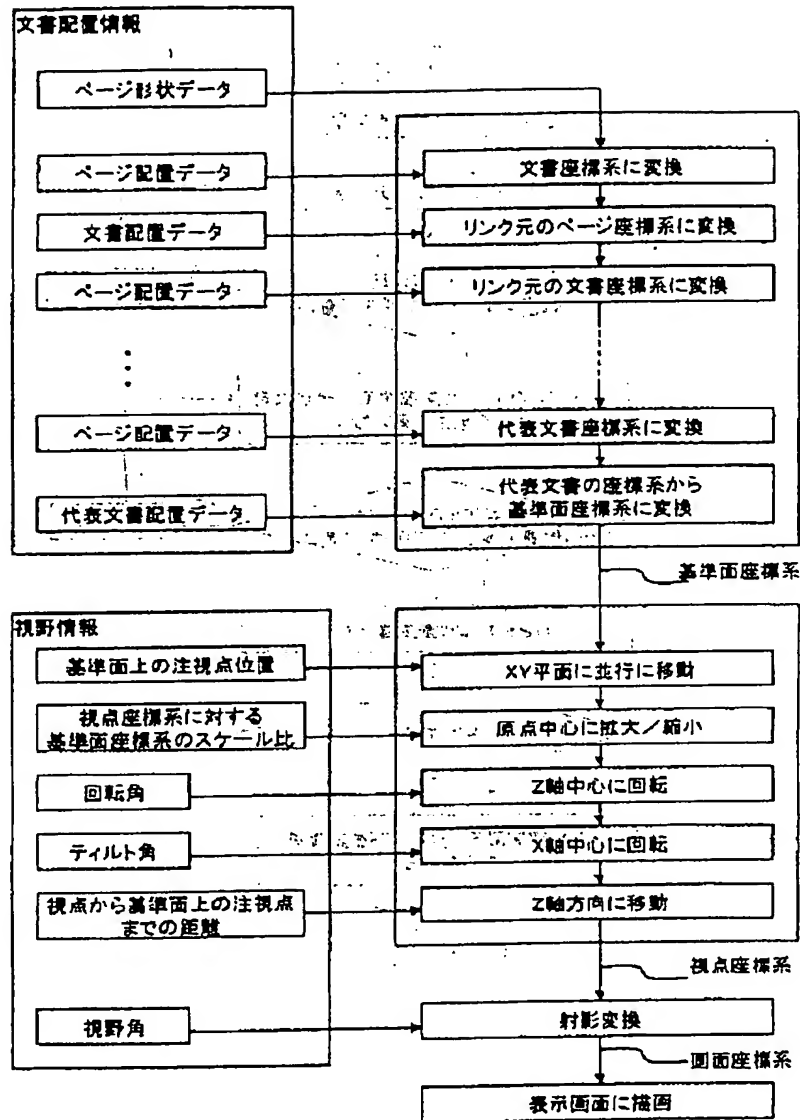 文書配置情報
ページ形状データ
ページ配置データ
文書座標系に変換
文書配置データ
リンク元のページ座標系に変換
ページ配置データ
リンク元の文書座標系に変換
ページ配置データ
代表文書座標系に変換
代表文書配置データ
代表文書の座標系から
基準面座標系に変換
基準面座標系
視野情報
基準面上の注視点位置
XY平面に並行に移動
視点座標系に対する
基準面座標系のスケール比
原点中心に拡大/縮小
回転角
Z軸中心に回転
ティルト角
X軸中心に回転
視点から基準面上の注視点
までの距離
Z軸方向に移動
視点座標系
視野角
射影変換
画面座標系
表示画面に描画